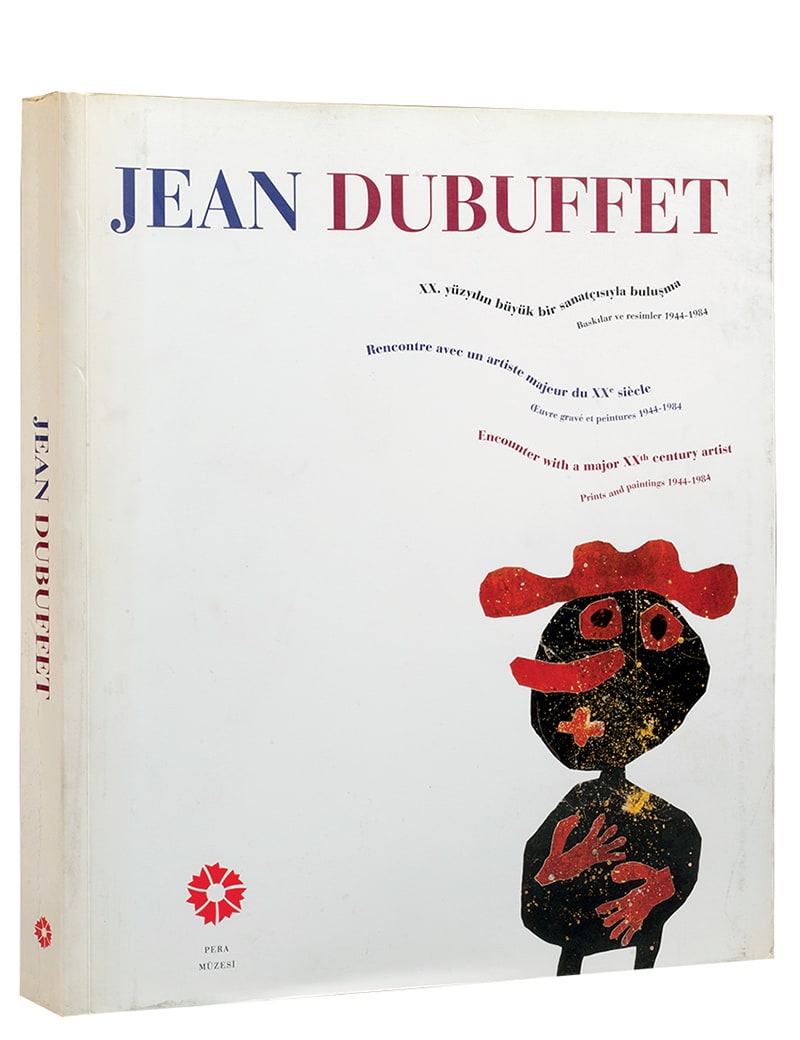 JEAN DUBUFFET
XX. yüzyılın büyük bir sanatçısıyla buluşma
Baskılar ve resimler 1944-1984
Rencontre avec un artiste majeur du XXe siècle
Œuvre gravé et peintures 1944-1984
Encounter with a major XXth century artist
Prints and paintings 1944-1984
PERA
MÜZESİ
JEAN DUBUFFET